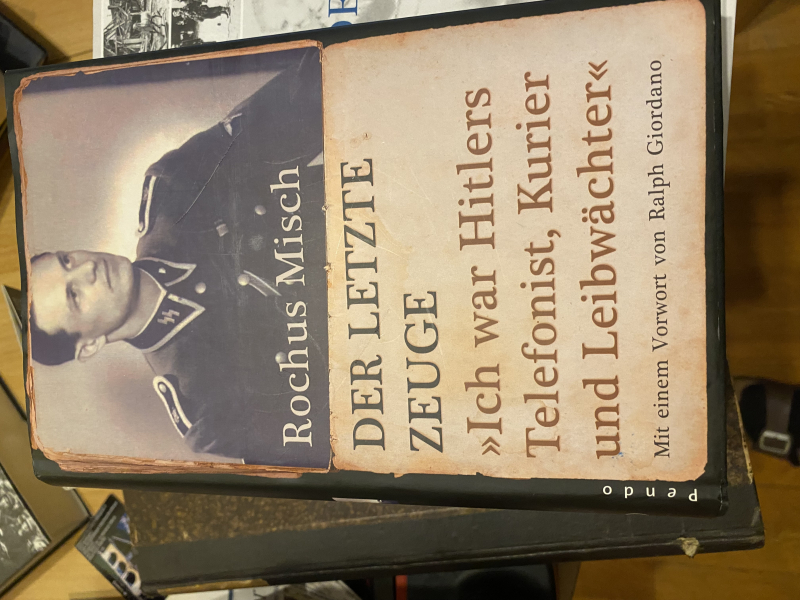 Rochus Misch
DER LETZTE
ZEUGE
»Ich war Hitlers
Telefonist, Kurier
und Leibwächter«
Mit einem Vorwort von Ralph Giordano
Pendo